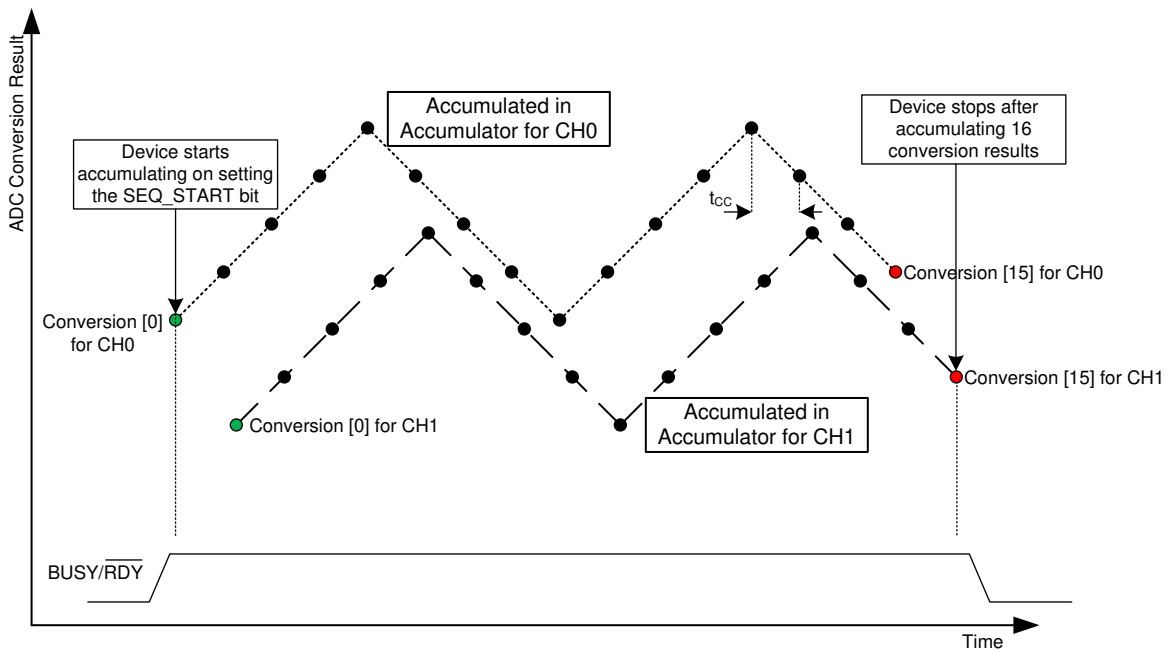 ADC Conversion Result
Accumulated in
Accumulator for CH0
Device stops after
accumulating 16
conversion results
Device starts
accumulating on setting
the SEQ_START bit
tCC
Conversion [15] for CH0
Conversion [0]
for CH0
Conversion [15] for CH1
Conversion [0] for CH1
Accumulated in
Accumulator for CH1
BUSY/RDY
Time